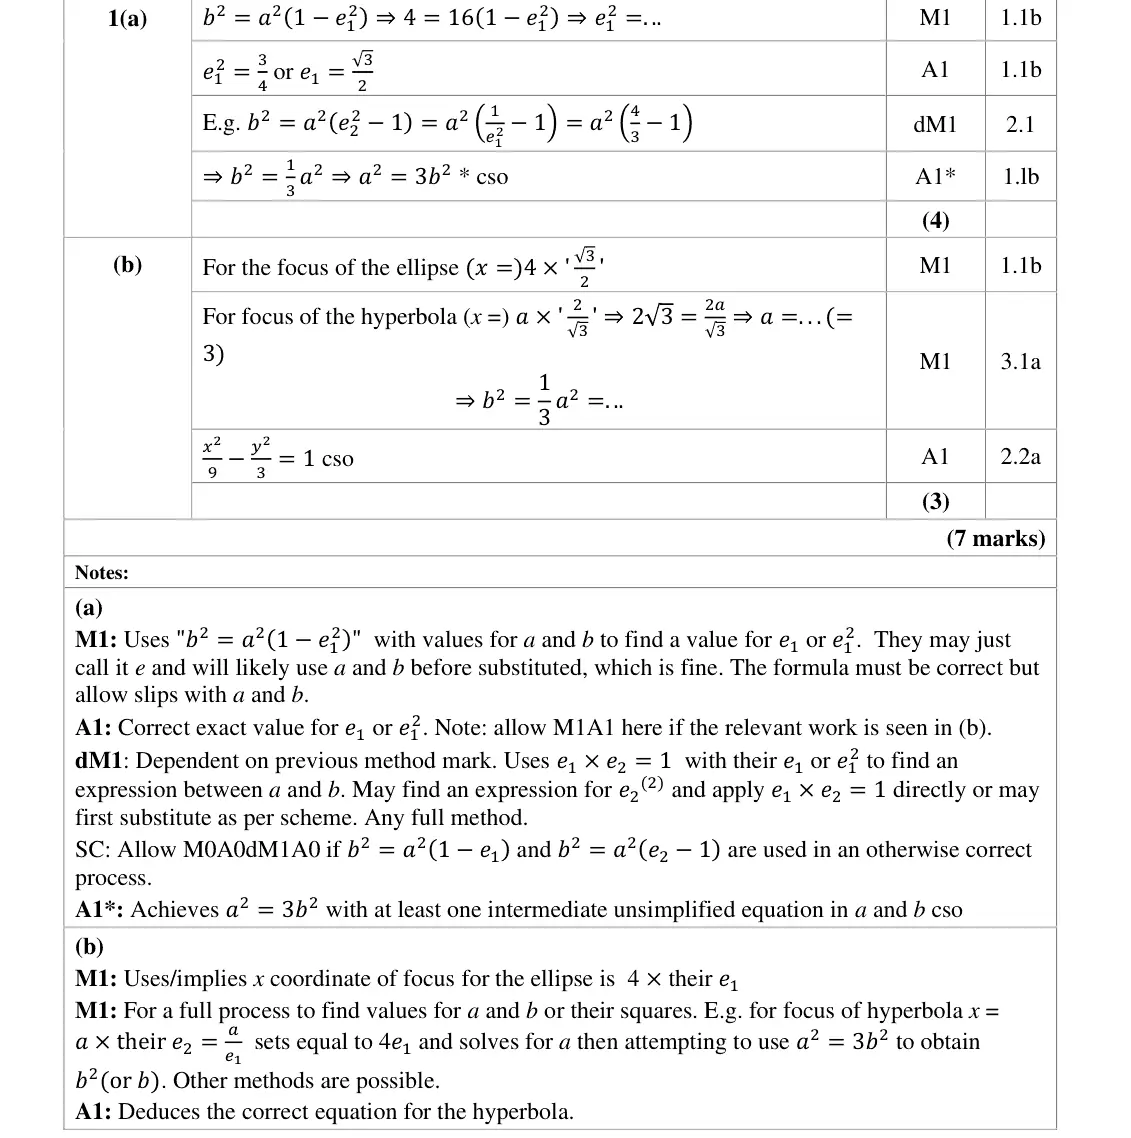 1(a) b² = a²(1 − e₁²) ⇒ 4 = 16(1 − e₁²) ⇒ e₁² =... M1 1.1b
e₁² = 3/4 or e₁ = √3/2 A1 1.1b
E.g. b² = a²(e₂² − 1) = a²(1/e₁² − 1) = a²(4/3 − 1) dM1 2.1
⇒ b² = 1/3 a² ⇒ a² = 3b² * cso A1* 1.lb
(4)
(b) For the focus of the ellipse (x =)4 × '√3/2' M1 1.1b
For focus of the hyperbola (x =) a × '2/√3' ⇒ 2√3 = 2a/√3 ⇒ a =...(=
3)
⇒ b² = 1/3 a² =... M1 3.1a
x²/9 − y²/3 = 1 cso A1 2.2a
(3)
(7 marks)
Notes:
(a)
M1: Uses "b² = a²(1 − e₁²)" with values for a and b to find a value for e₁ or e₁². They may just
call it e and will likely use a and b before substituted, which is fine. The formula must be correct but
allow slips with a and b.
A1: Correct exact value for e₁ or e₁². Note: allow M1A1 here if the relevant work is seen in (b).
dM1: Dependent on previous method mark. Uses e₁ × e₂ = 1 with their e₁ or e₁² to find an
expression between a and b. May find an expression for e₂⁽²⁾ and apply e₁ × e₂ = 1 directly or may
first substitute as per scheme. Any full method.
SC: Allow M0A0dM1A0 if b² = a²(1 − e₁) and b² = a²(e₂ − 1) are used in an otherwise correct
process.
A1*: Achieves a² = 3b² with at least one intermediate unsimplified equation in a and b cso
(b)
M1: Uses/implies x coordinate of focus for the ellipse is 4 × their e₁
M1: For a full process to find values for a and b or their squares. E.g. for focus of hyperbola x =
a × their e₂ = a/e₁ sets equal to 4e₁ and solves for a then attempting to use a² = 3b² to obtain
b²(or b). Other methods are possible.
A1: Deduces the correct equation for the hyperbola.